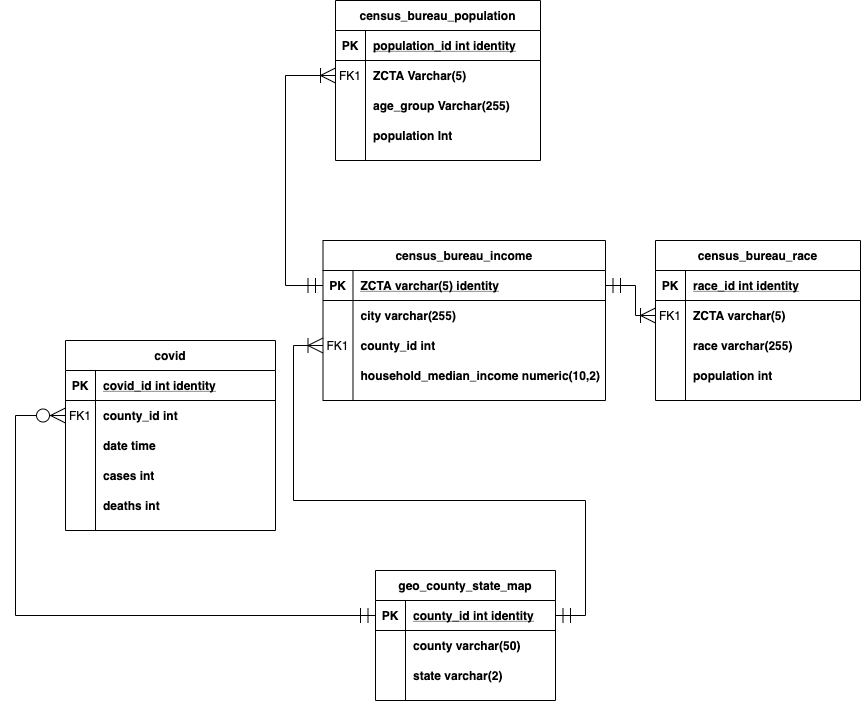 census_bureau_population
PK population_id int identity
FK1 ZCTA Varchar(5)
age_group Varchar(255)
population Int
census_bureau_income
PK ZCTA varchar(5) identity
city varchar(255)
FK1 county_id int
household_median_income numeric(10,2)
census_bureau_race
PK race_id int identity
FK1 ZCTA varchar(5)
race varchar(255)
population int
covid
PK covid_id int identity
FK1 county_id int
date time
cases int
deaths int
geo_county_state_map
PK county_id int identity
county varchar(50)
state varchar(2)